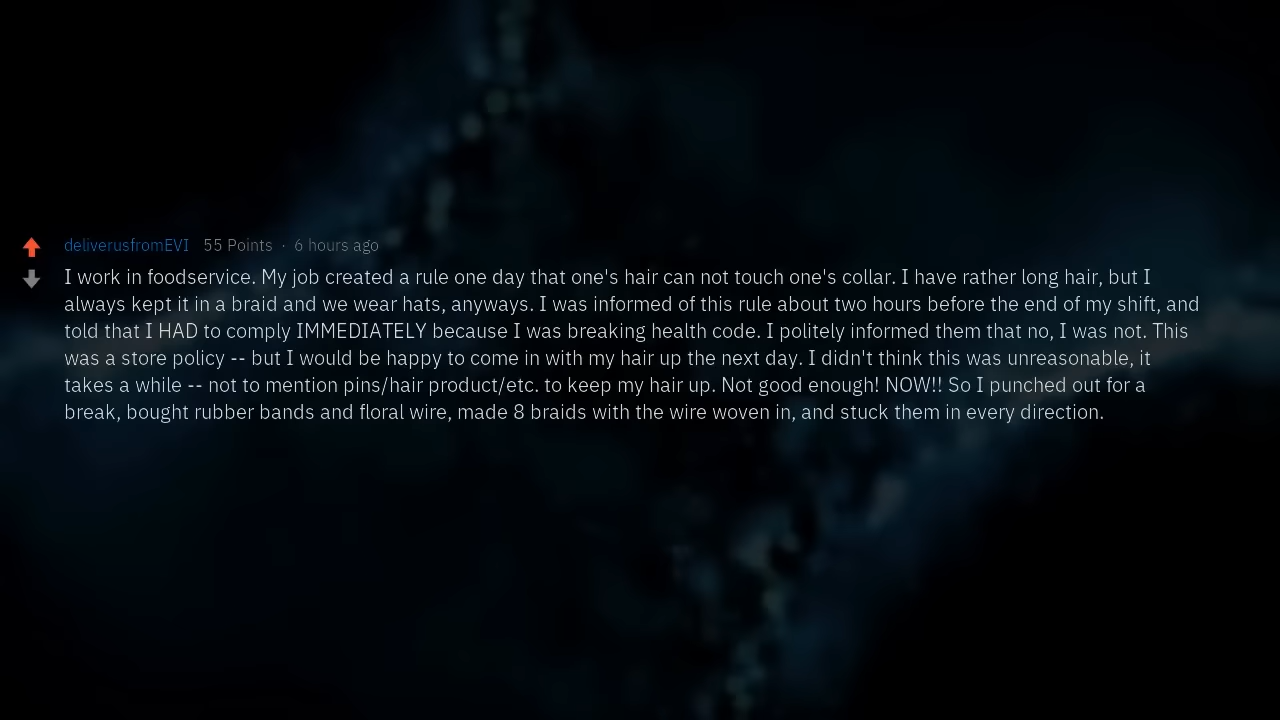 deliverusfromEVI 55 Points · 6 hours ago
I work in foodservice. My job created a rule one day that one's hair can not touch one's collar. I have rather long hair, but I
always kept it in a braid and we wear hats, anyways. I was informed of this rule about two hours before the end of my shift, and
told that I HAD to comply IMMEDIATELY because I was breaking health code. I politely informed them that no, I was not. This
was a store policy -- but I would be happy to come in with my hair up the next day. I didn't think this was unreasonable, it
takes a while -- not to mention pins/hair product/etc. to keep my hair up. Not good enough! NOW!! So I punched out for a
break, bought rubber bands and floral wire, made 8 braids with the wire woven in, and stuck them in every direction.